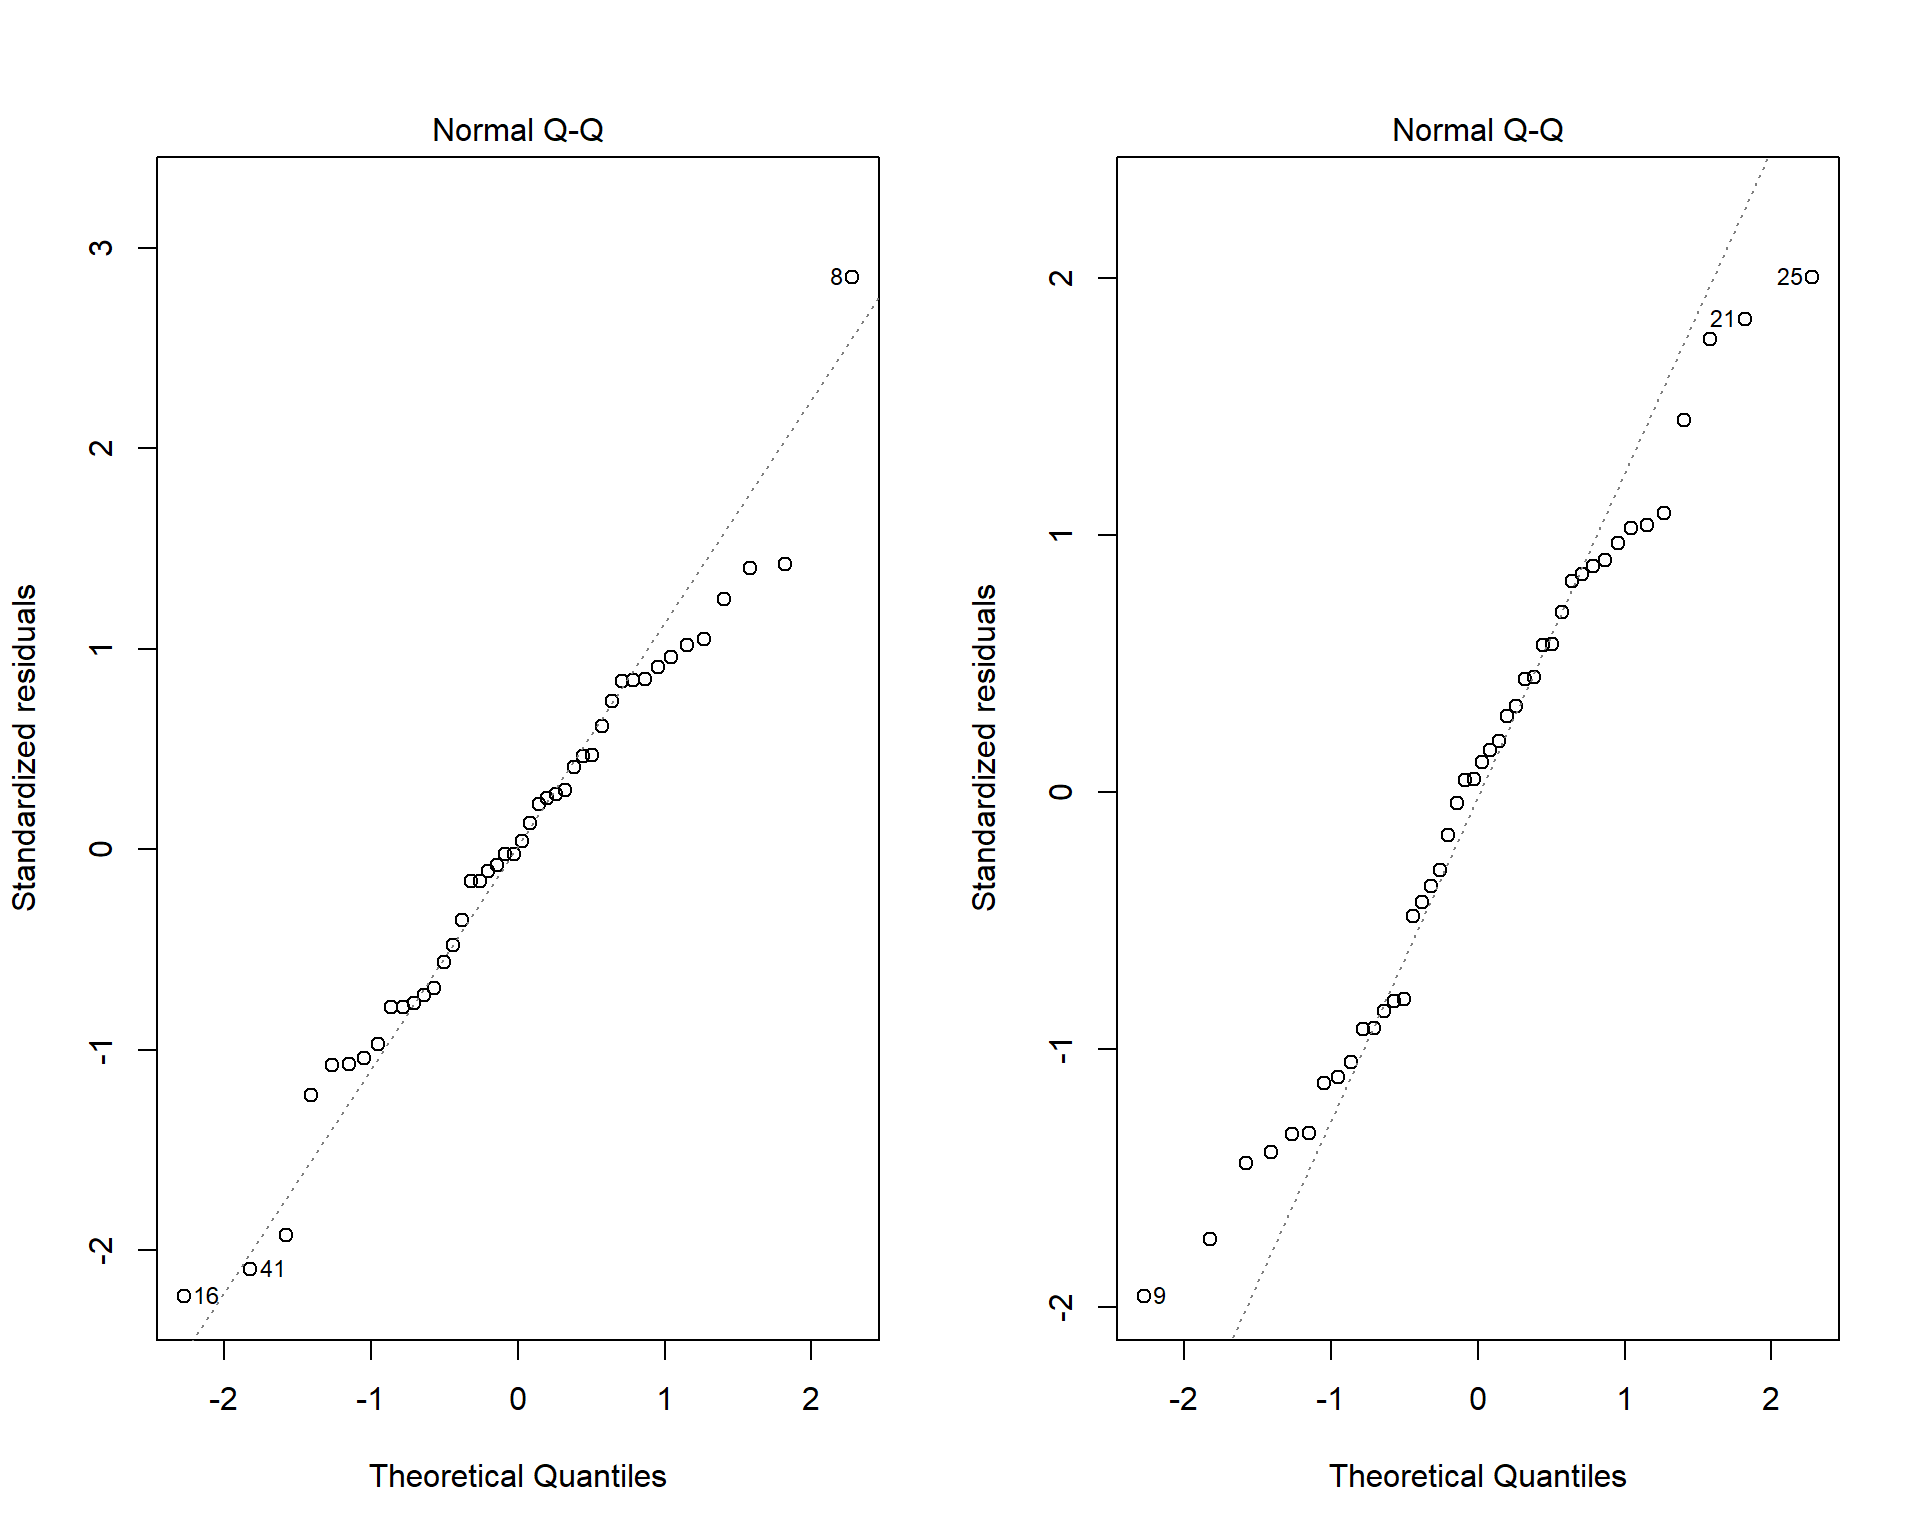 Normal Q-Q
Standardized residuals
3
2
1
0
-1
-2
8
41
16
-2 -1 0 1 2
Theoretical Quantiles
Normal Q-Q
Standardized residuals
2
1
0
-1
-2
25
21
9
-2 -1 0 1 2
Theoretical Quantiles